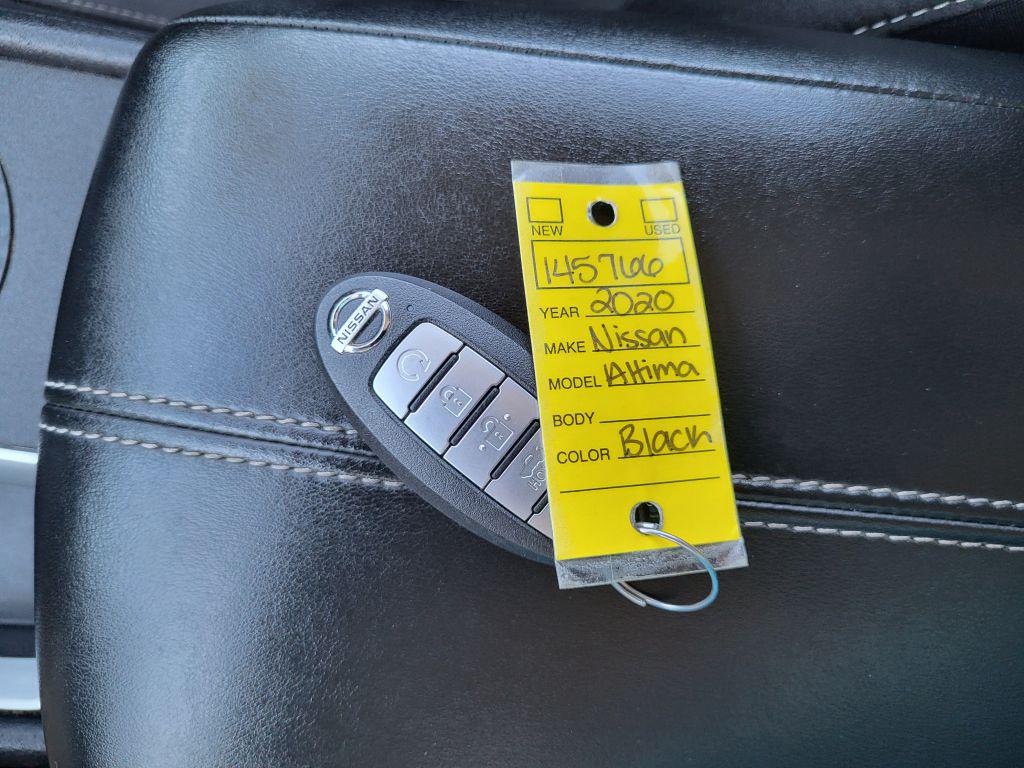 NISSAN
NEW USED
145766
YEAR 2020
MAKE Nissan
MODEL Altima
BODY
COLOR Black